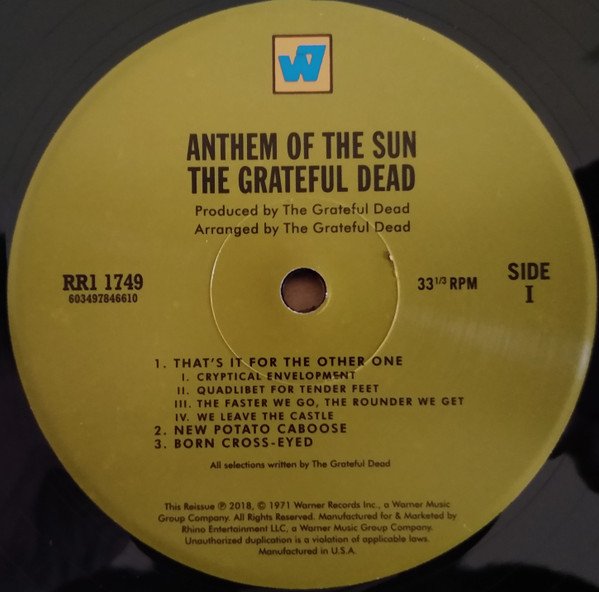 W
ANTHEM OF THE SUN
THE GRATEFUL DEAD
Produced by The Grateful Dead
Arranged by The Grateful Dead
RR1 1749
603497846610
33 1/3 RPM
SIDE
I
1. THAT'S IT FOR THE OTHER ONE
I. CRYPTICAL ENVELOPMENT
II. QUADLIBET FOR TENDER FEET
III. THE FASTER WE GO, THE ROUNDER WE GET
IV. WE LEAVE THE CASTLE
2. NEW POTATO CABOOSE
3. BORN CROSS-EYED
All selections written by The Grateful Dead
This Reissue ℗ 2018, © 1971 Warner Records Inc., a Warner Music
Group Company. All Rights Reserved. Manufactured for & Marketed by
Rhino Entertainment LLC, a Warner Music Group Company.
Unauthorized duplication is a violation of applicable laws.
Manufactured in U.S.A.